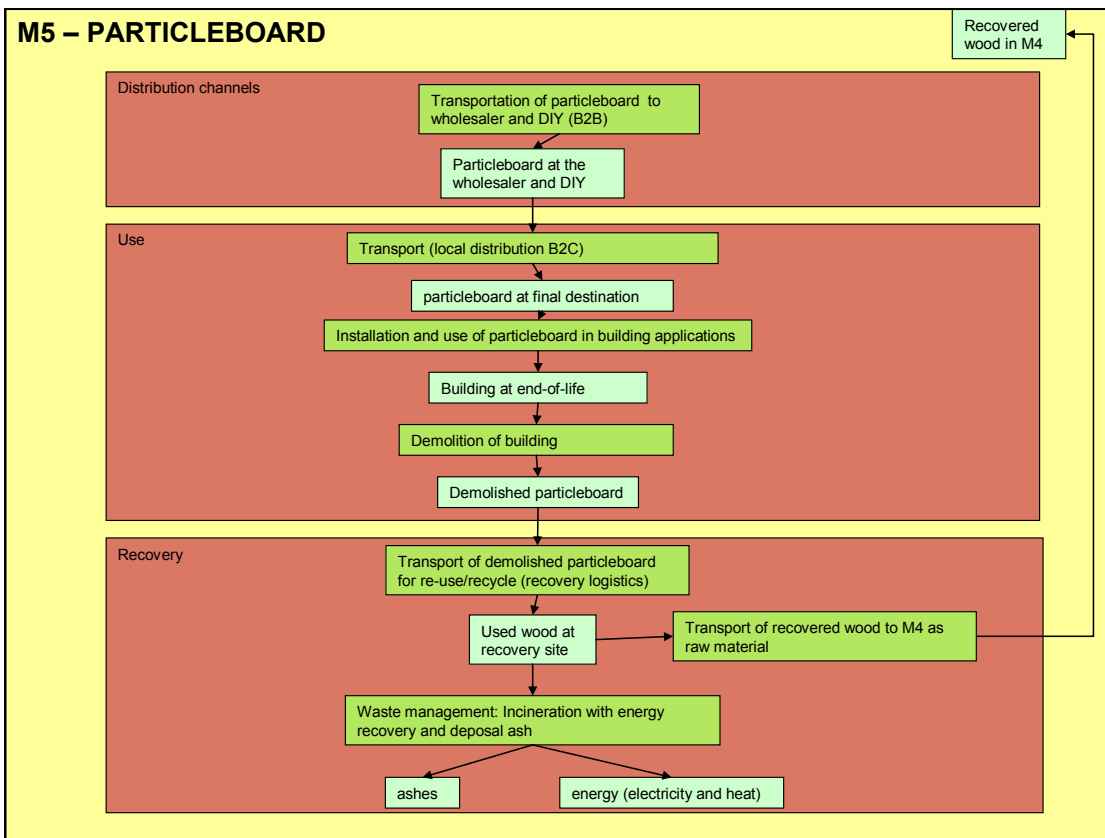 M5 – PARTICLEBOARD
Recovered
wood in M4
Distribution channels
Transportation of particleboard to
wholesaler and DIY (B2B)
Particleboard at the
wholesaler and DIY
Use
Transport (local distribution B2C)
particleboard at final destination
Installation and use of particleboard in building applications
Building at end-of-life
Demolition of building
Demolished particleboard
Recovery
Transport of demolished particleboard
for re-use/recycle (recovery logistics)
Used wood at
recovery site
Transport of recovered wood to M4 as
raw material
Waste management: Incineration with energy
recovery and deposal ash
ashes
energy (electricity and heat)